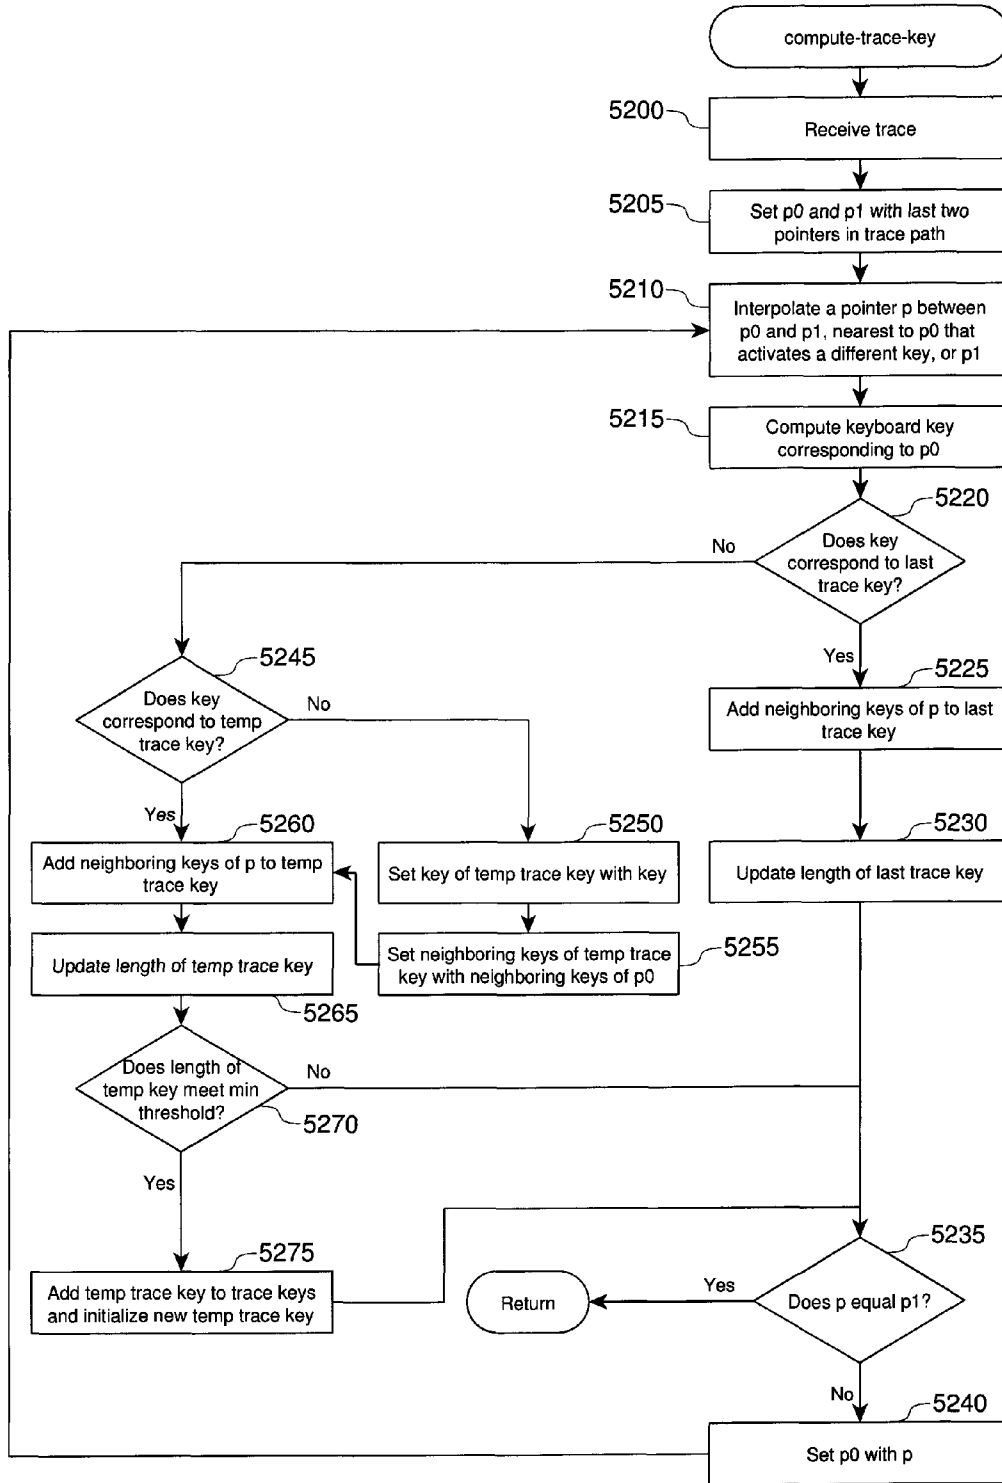 compute-trace-key
5200
Receive trace
5205
Set p0 and p1 with last two
pointers in trace path
5210
Interpolate a pointer p between
p0 and p1, nearest to p0 that
activates a different key, or p1
5215
Compute keyboard key
corresponding to p0
5220
Does key
correspond to last
trace key?
No
Yes
5225
Add neighboring keys of p to last
trace key
5230
Update length of last trace key
5245
Does key
correspond to temp
trace key?
No
Yes
5250
Set key of temp trace key with key
5255
Set neighboring keys of temp trace
key with neighboring keys of p0
5260
Add neighboring keys of p to temp
trace key
Update length of temp trace key
5265
Does length of
temp key meet min
threshold?
5270
No
Yes
5275
Add temp trace key to trace keys
and initialize new temp trace key
5235
Does p equal p1?
Yes
Return
No
5240
Set p0 with p